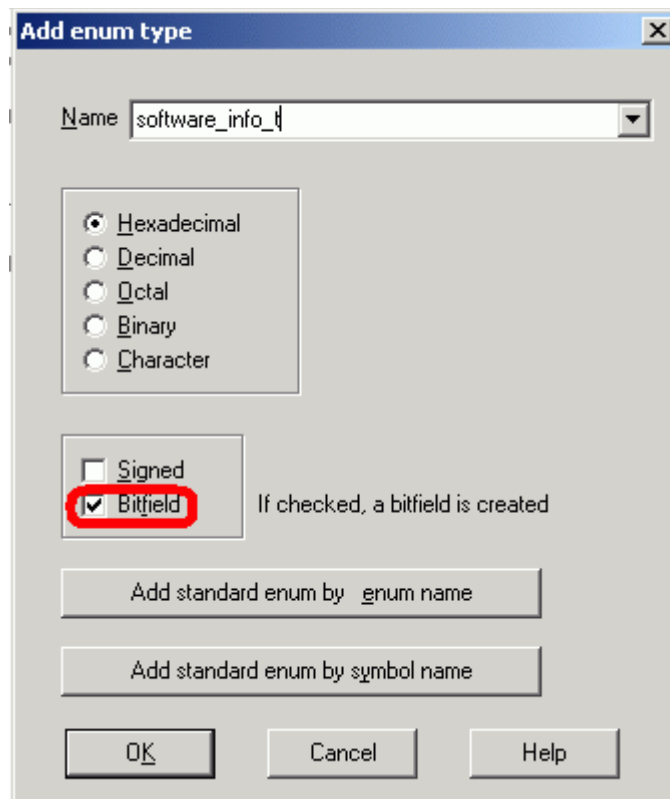 Add enum type
Name software_info_t
Hexadecimal
Decimal
Octal
Binary
Character
Signed
Bitfield If checked, a bitfield is created
Add standard enum by enum name
Add standard enum by symbol name
OK Cancel Help